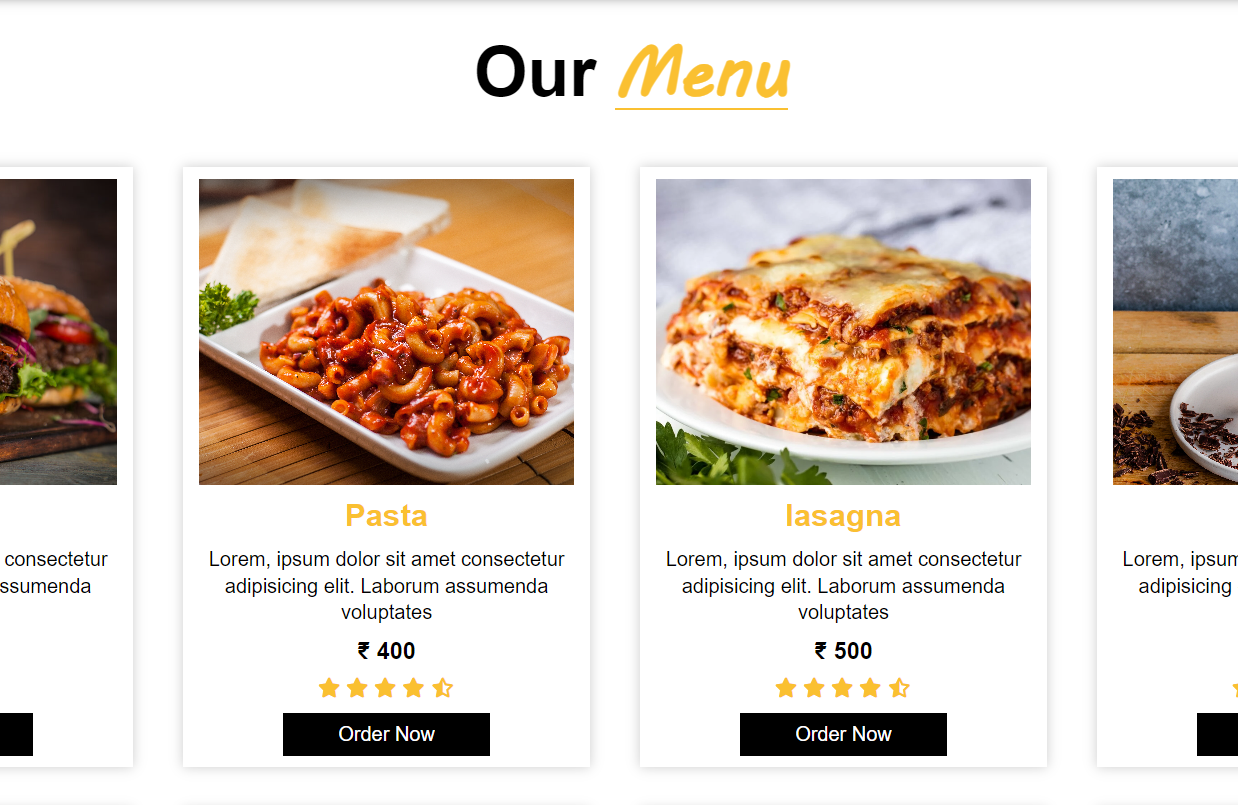 Our Menu
Pasta
lasagna
consectetur
Lorem, ipsum dolor sit amet consectetur
Lorem, ipsum dolor sit amet consectetur
Lorem,
ssumenda
adipisicing elit. Laborum assumenda
adipisicing elit. Laborum assumenda
adipisicing
voluptates
voluptates
₹ 400
₹ 500
Order Now
Order Now